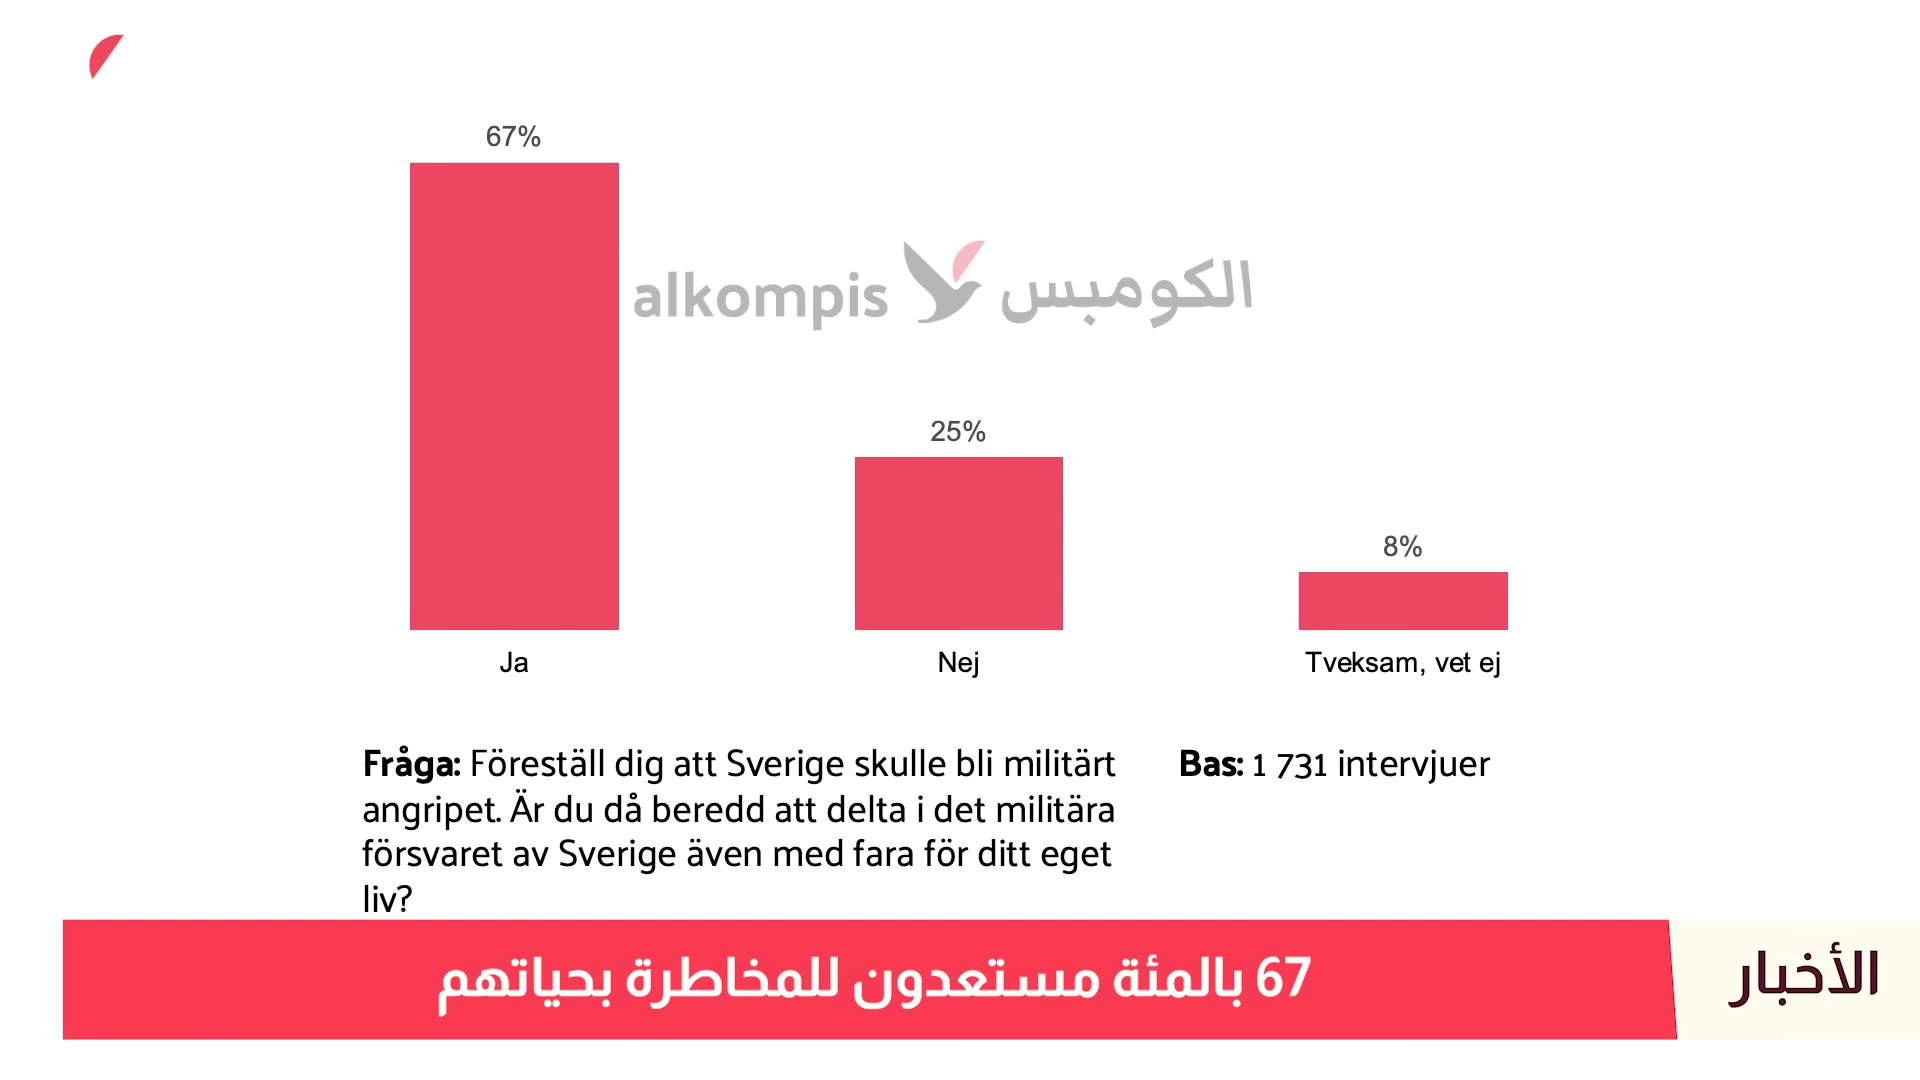 67%
alkompis الكومبس
25%
8%
Ja
Nej
Tveksam, vet ej
Fråga: Föreställ dig att Sverige skulle bli militärt
angripet. Är du då beredd att delta i det militära
försvaret av Sverige även med fara för ditt eget
liv?
Bas: 1 731 intervjuer
67 بالمئة مستعدون للمخاطرة بحياتهم
الأخبار